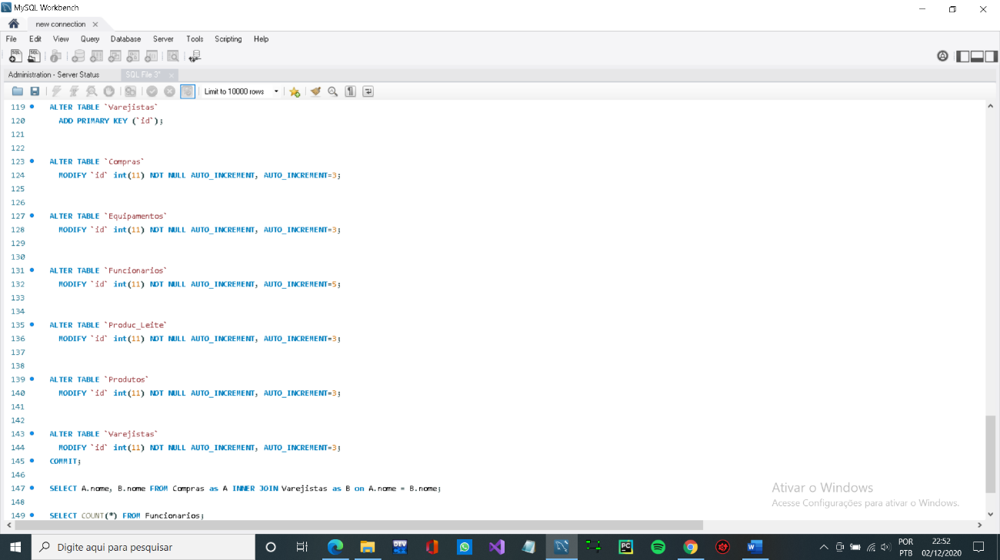 MySQL Workbench
new connection ×
File Edit View Query Database Server Tools Scripting Help
Administration - Server Status SQL File 3* ×
Limit to 10000 rows
119 ALTER TABLE `Varejistas`
120 ADD PRIMARY KEY (`id`);
121
122
123 ALTER TABLE `Compras`
124 MODIFY `id` int(11) NOT NULL AUTO_INCREMENT, AUTO_INCREMENT=3;
125
126
127 ALTER TABLE `Equipamentos`
128 MODIFY `id` int(11) NOT NULL AUTO_INCREMENT, AUTO_INCREMENT=3;
129
130
131 ALTER TABLE `Funcionarios`
132 MODIFY `id` int(11) NOT NULL AUTO_INCREMENT, AUTO_INCREMENT=5;
133
134
135 ALTER TABLE `Produc_Leite`
136 MODIFY `id` int(11) NOT NULL AUTO_INCREMENT, AUTO_INCREMENT=3;
137
138
139 ALTER TABLE `Produtos`
140 MODIFY `id` int(11) NOT NULL AUTO_INCREMENT, AUTO_INCREMENT=3;
141
142
143 ALTER TABLE `Varejistas`
144 MODIFY `id` int(11) NOT NULL AUTO_INCREMENT, AUTO_INCREMENT=3;
145 COMMIT;
146
147 SELECT A.nome, B.nome FROM Compras as A INNER JOIN Varejistas as B on A.nome = B.nome;
148
149 SELECT COUNT(*) FROM Funcionarios;
Ativar o Windows
Acesse Configurações para ativar o Windows.
Digite aqui para pesquisar
POR
PTB
22:52
02/12/2020